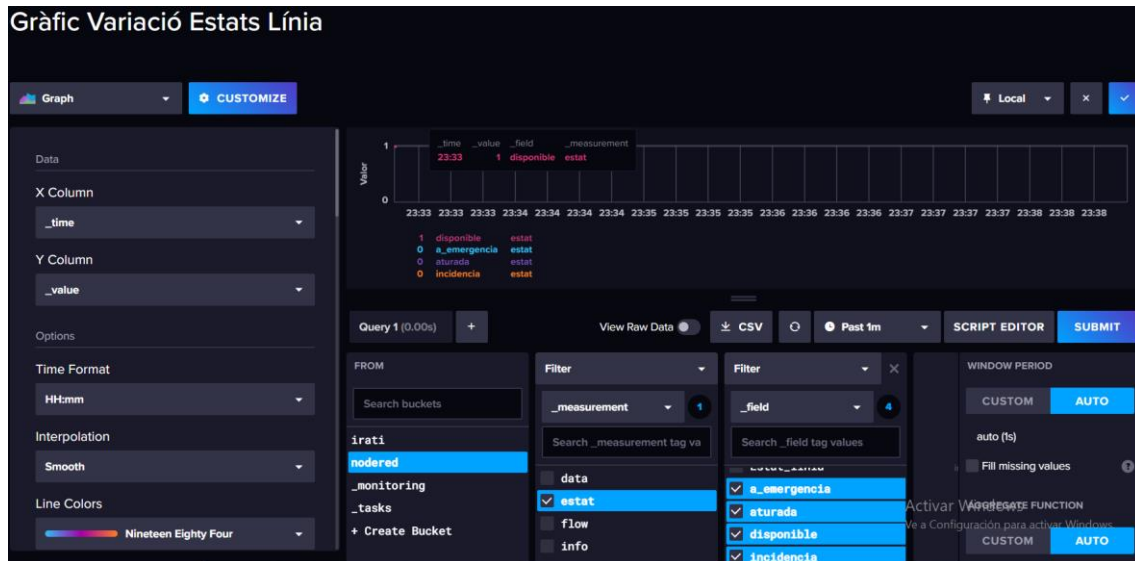 Gràfic Variació Estats Línia
Graph
CUSTOMIZE
Local
Data
X Column
_time
Y Column
_value
Options
Time Format
HH:mm
Interpolation
Smooth
Line Colors
Nineteen Eighty Four
Valor
1
0
_time _value _field _measurement
23:33 1 disponible estat
23:33 23:33 23:33 23:34 23:34 23:34 23:34 23:35 23:35 23:35 23:35 23:36 23:36 23:36 23:36 23:37 23:37 23:37 23:37 23:38 23:38 23:38
1 disponible estat
0 a_emergencia estat
0 aturada estat
0 incidencia estat
Query 1 (0.00s)
+
View Raw Data
CSV
Past 1m
SCRIPT EDITOR
SUBMIT
FROM
Search buckets
irati
nodered
_monitoring
_tasks
+ Create Bucket
Filter
_measurement 1
Search _measurement tag va
data
estat
flow
info
Filter
_field 4
Search _field tag values
a_emergencia
aturada
disponible
incidencia
WINDOW PERIOD
CUSTOM AUTO
auto (1s)
Fill missing values
?
AGGREGATE FUNCTION
CUSTOM AUTO
Activar Windows
Ve a Configuración para activar Windows.